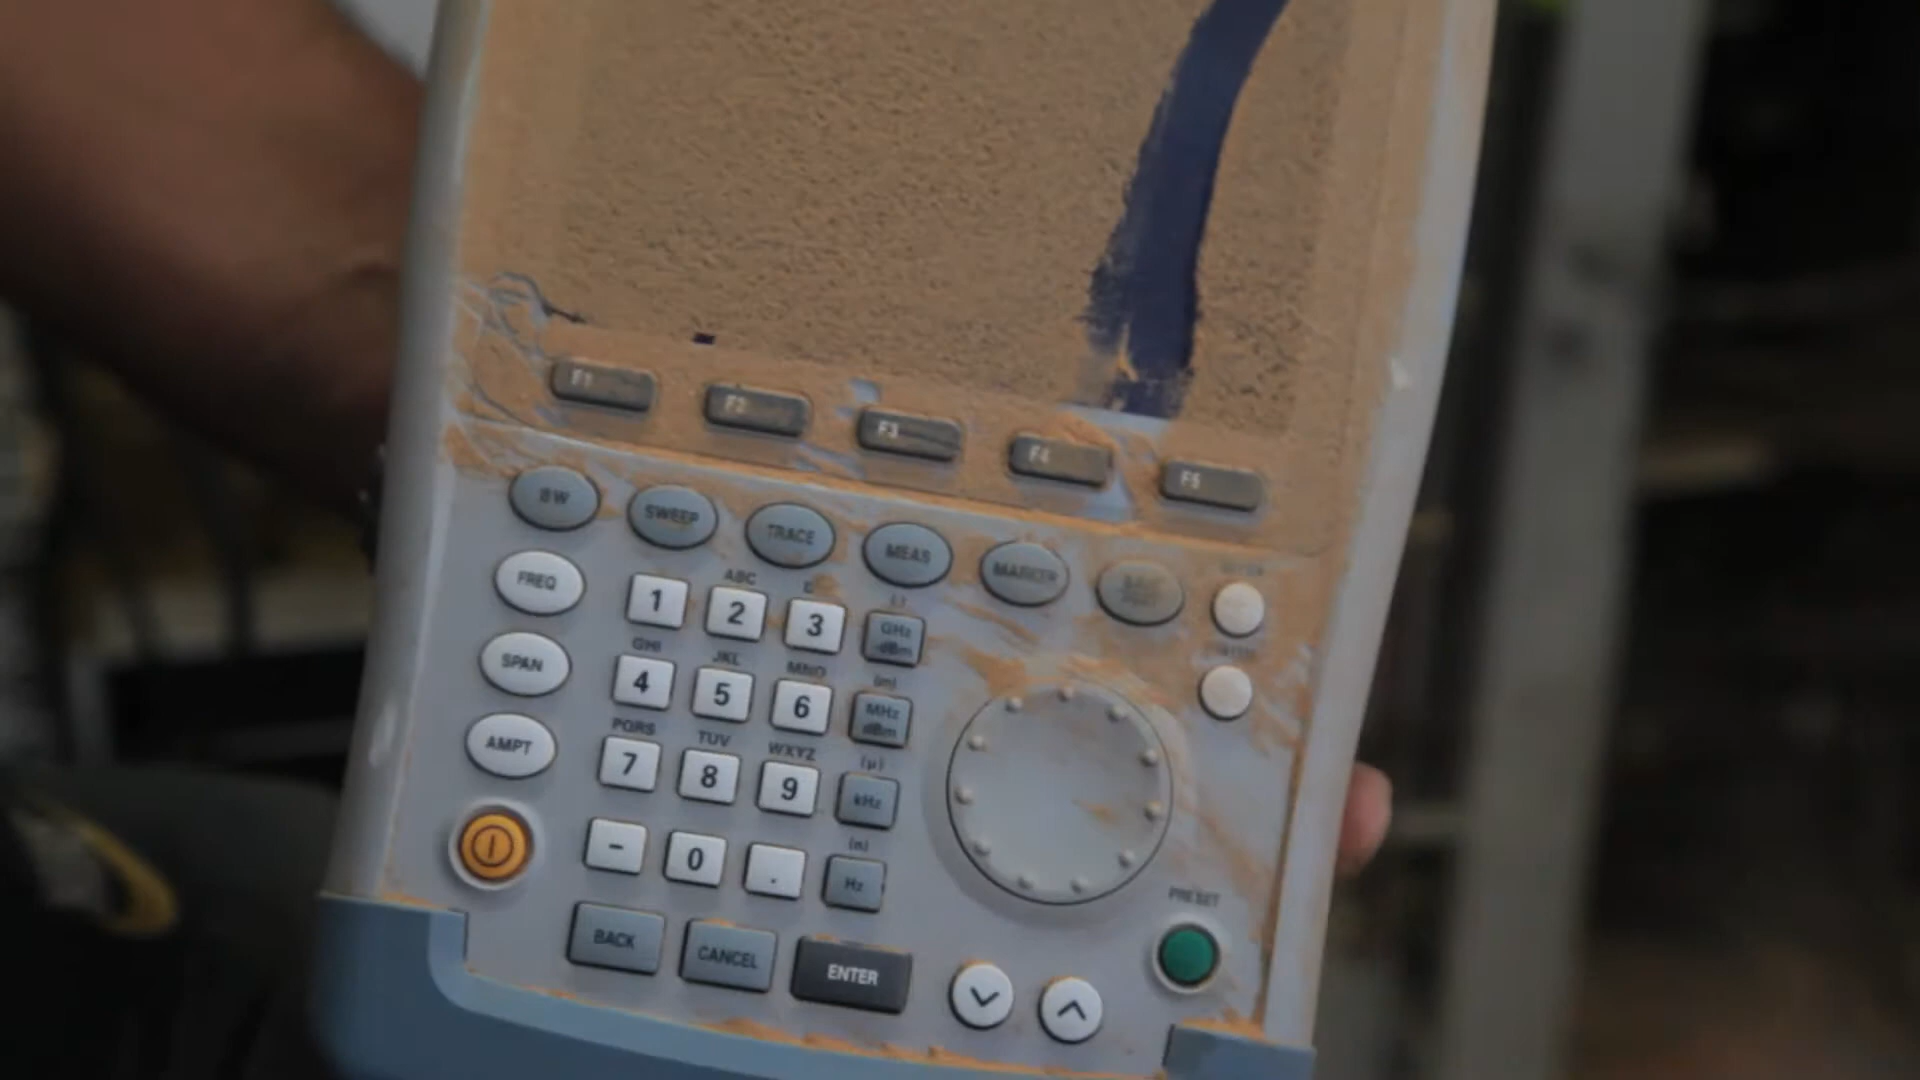 F1 F2 F3 F4 F5
BW SWEEP TRACE MEAS MARKER
FREQ
SPAN
AMPT
ABC
1 2 3 GHz -dBm
GHI JKL MNO (m)
4 5 6 MHz dBm
PQRS TUV WXYZ (µ)
7 8 9 kHz
(n)
- 0 . Hz
BACK CANCEL ENTER
PRESET